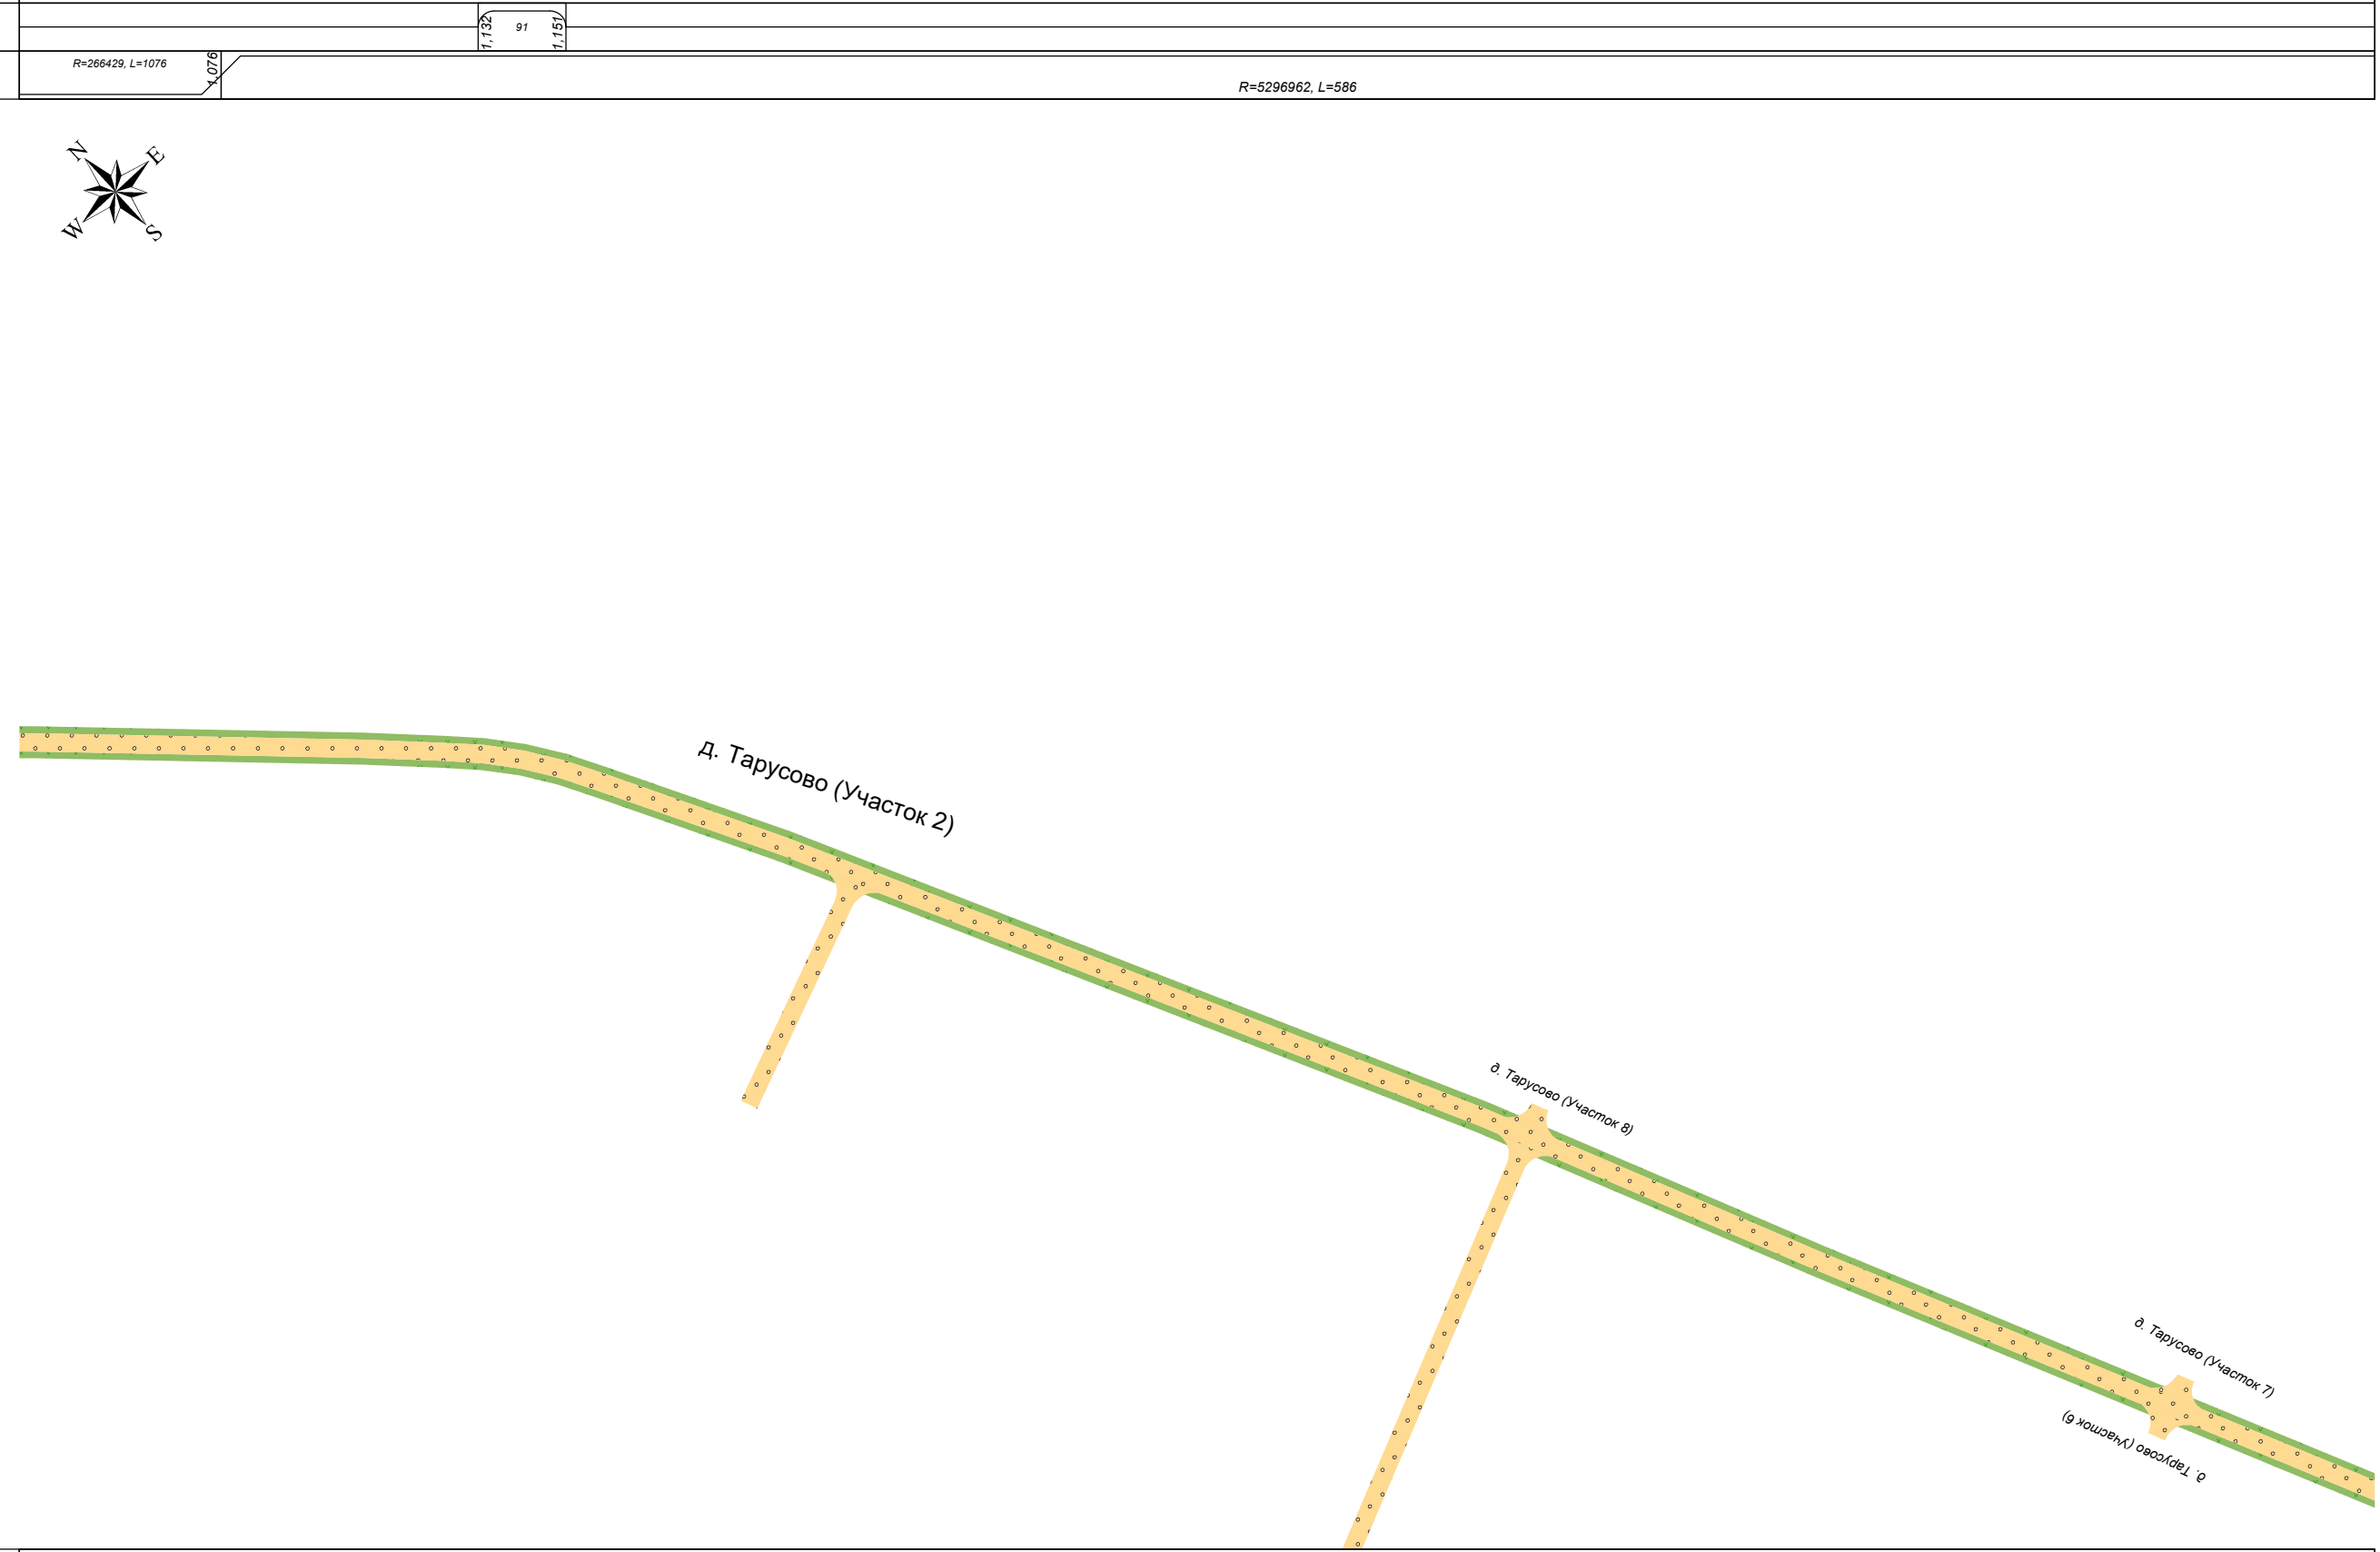 1,132
91
1,151
R=266429, L=1076
1,076
R=5296962, L=586
N
E
W
S
д. Тарусово (Участок 2)
д. Тарусово (Участок 8)
д. Тарусово (Участок 7)
д. Тарусово (Участок 6)